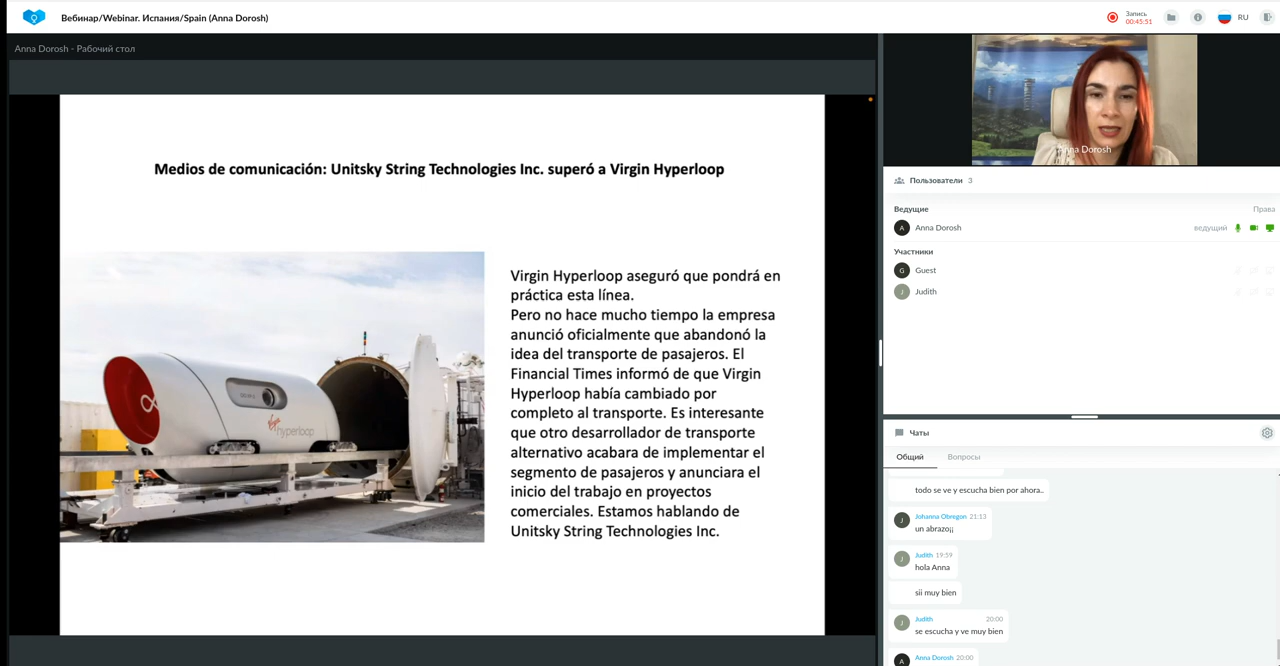 Вебинар/Webinar. Испания/Spain (Anna Dorosh)
Запись
00:45:51
RU
Anna Dorosh - Рабочий стол
Medios de comunicación: Unitsky String Technologies Inc. superó a Virgin Hyperloop
Virgin Hyperloop aseguró que pondrá en
práctica esta línea.
Pero no hace mucho tiempo la empresa
anunció oficialmente que abandonó la
idea del transporte de pasajeros. El
Financial Times informó de que Virgin
Hyperloop había cambiado por
completo al transporte. Es interesante
que otro desarrollador de transporte
alternativo acabara de implementar el
segmento de pasajeros y anunciara el
inicio del trabajo en proyectos
comerciales. Estamos hablando de
Unitsky String Technologies Inc.
Virgin
hyperloop
Anna Dorosh
Пользователи 3
Ведущие
Права
A
Anna Dorosh
ведущий
Участники
G
Guest
J
Judith
Чаты
Общий
Вопросы
todo se ve y escucha bien por ahora..
J
Johanna Obregon 21:13
un abrazo¡¡
J
Judith 19:59
hola Anna
sii muy bien
J
Judith 20:00
se escucha y ve muy bien
A
Anna Dorosh 20:00